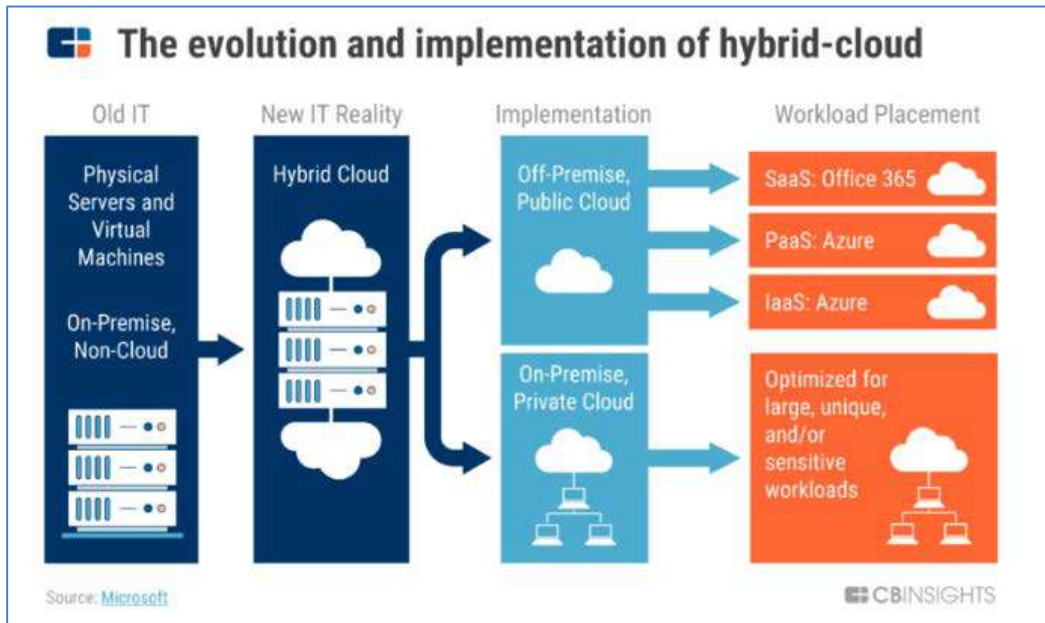 The evolution and implementation of hybrid-cloud
Old IT
New IT Reality
Implementation
Workload Placement
Physical
Servers and
Virtual
Machines
On-Premise,
Non-Cloud
Hybrid Cloud
Off-Premise,
Public Cloud
On-Premise,
Private Cloud
SaaS: Office 365
PaaS: Azure
IaaS: Azure
Optimized for
large, unique,
and/or
sensitive
workloads
Source: Microsoft
CBINSIGHTS